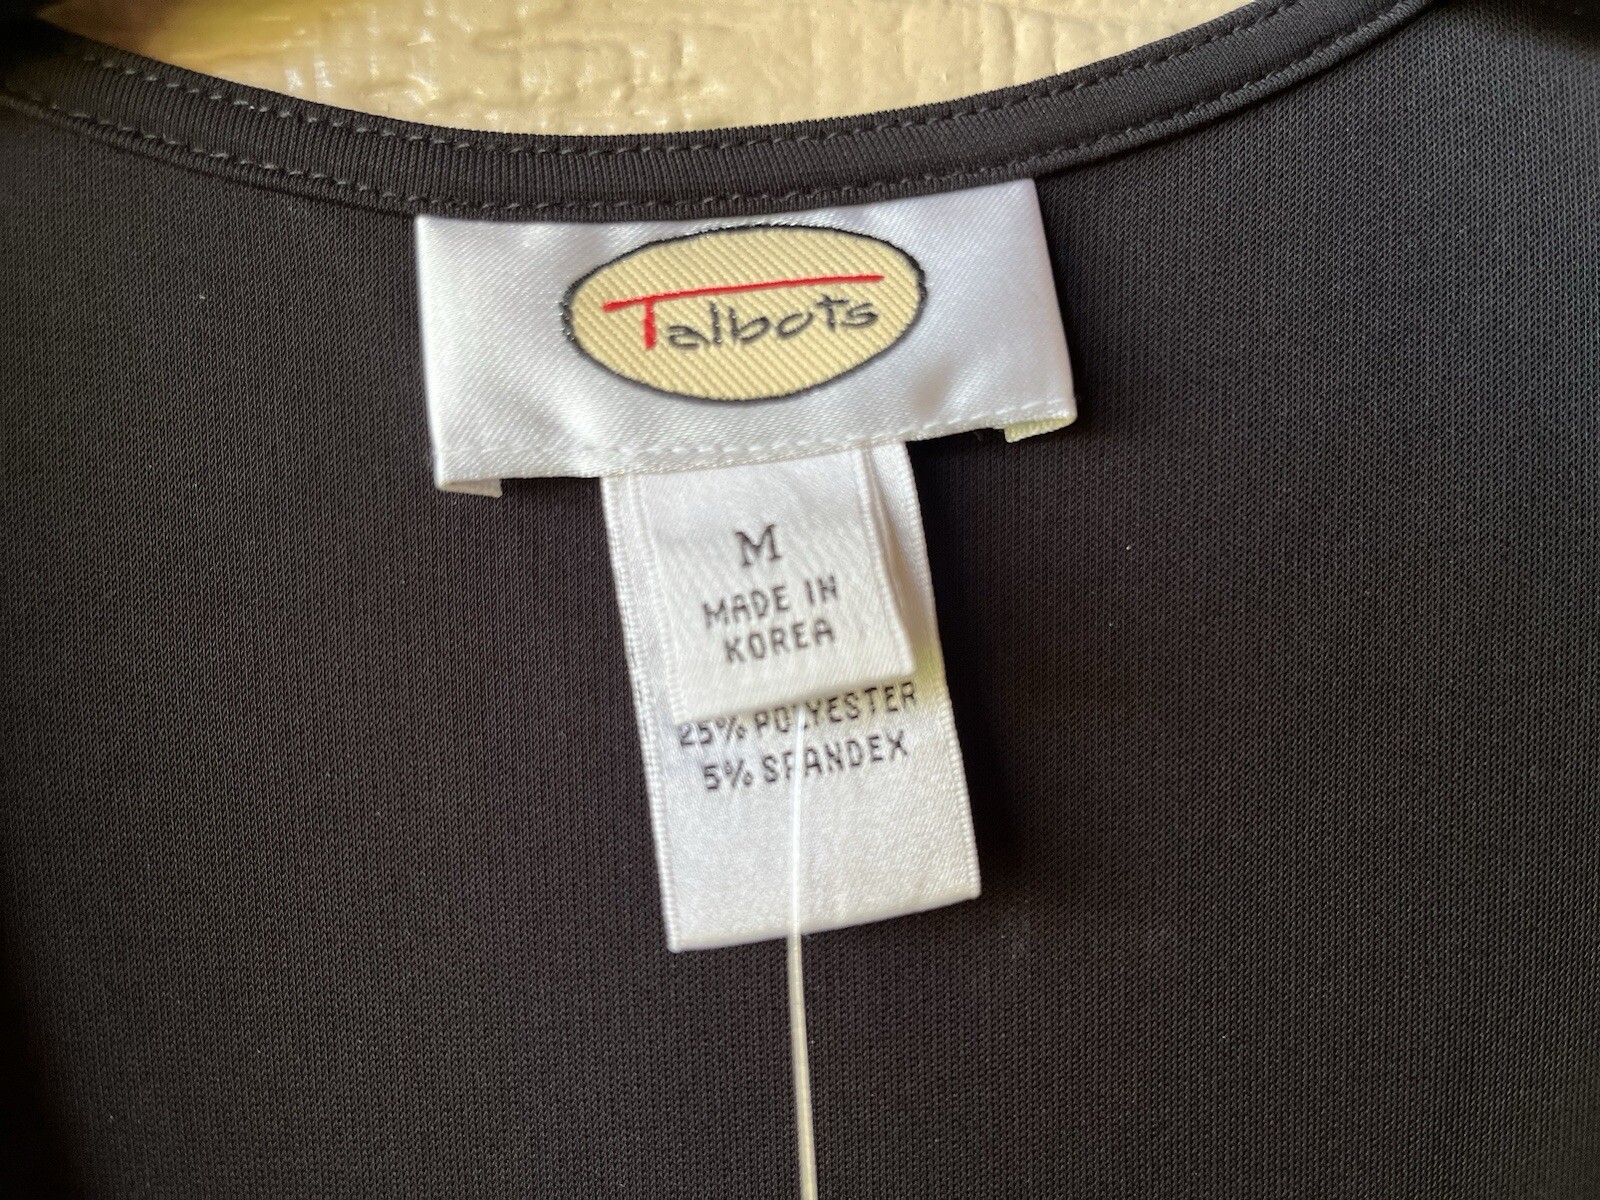 Talbots
M
MADE IN
KOREA
25% POLYESTER
5% SPANDEX